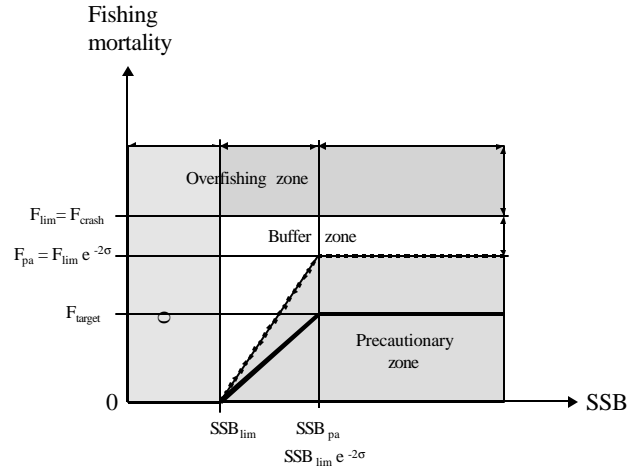 Fishing
mortality
Overfishing zone
F_lim = F_crash
Buffer zone
F_pa = F_lim e^-2σ
F_target
O
Precautionary
zone
0
SSB
SSB_lim
SSB_pa
SSB_lim e^-2σ